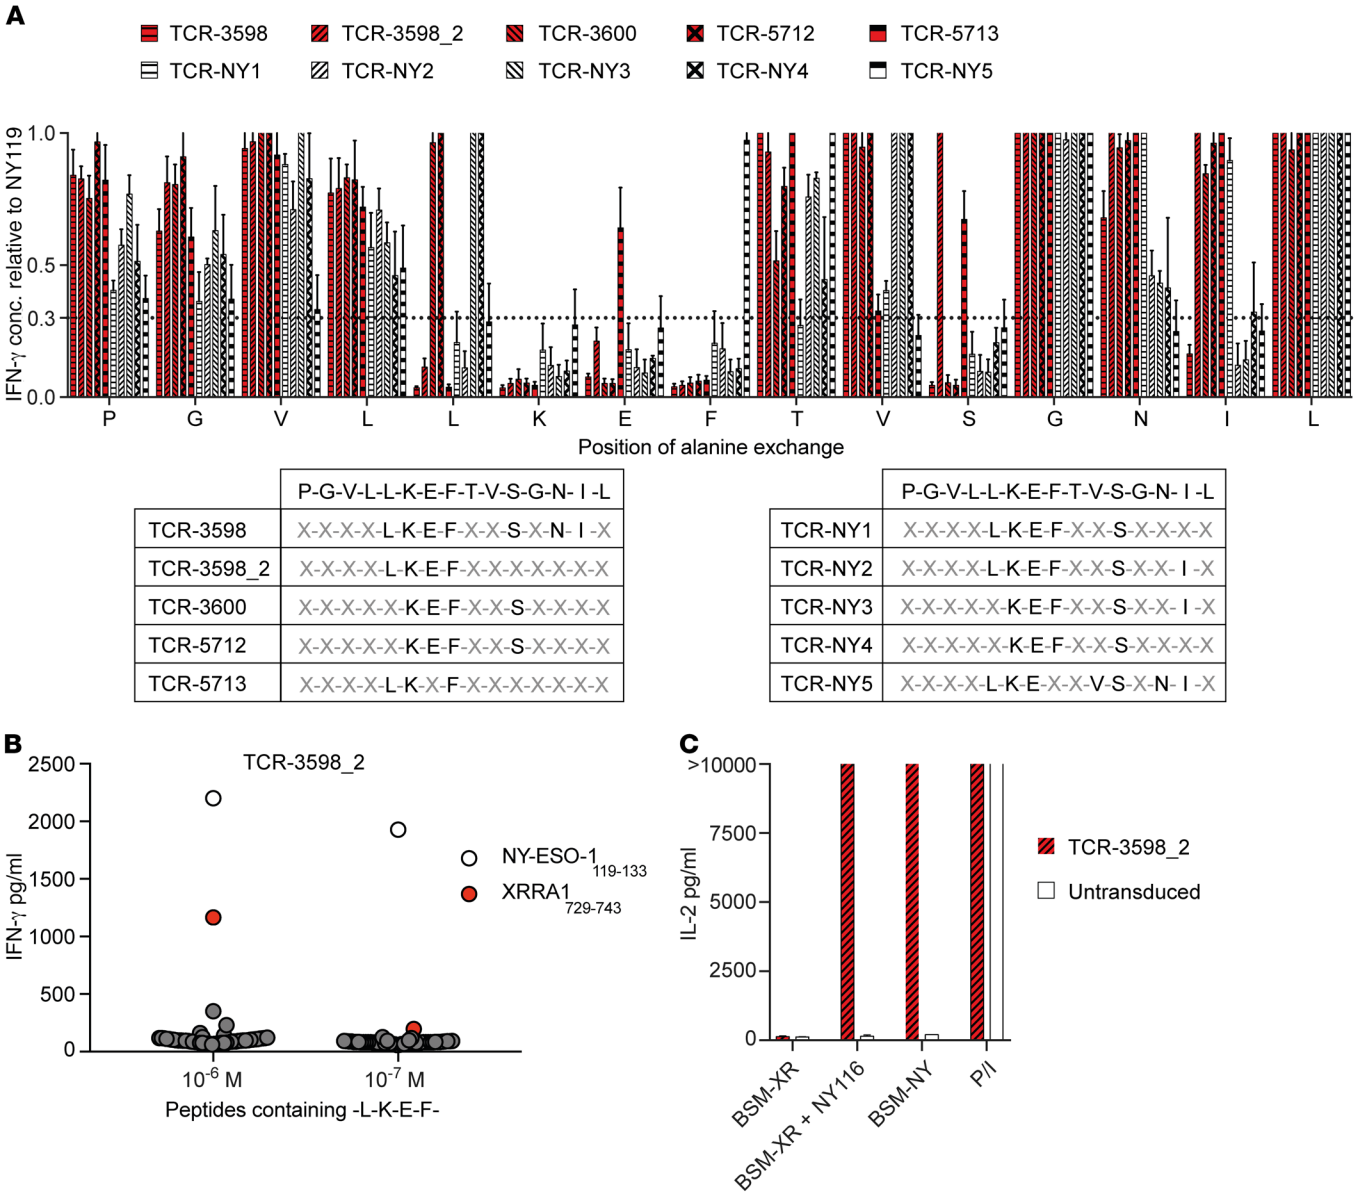 A
TCR-3598 TCR-3598_2 TCR-3600 TCR-5712 TCR-5713
TCR-NY1 TCR-NY2 TCR-NY3 TCR-NY4 TCR-NY5
IFN-γ conc. relative to NY119
1.0
0.5
0.3
0.0
P G V L L K E F T V S G N I L
Position of alanine exchange
P-G-V-L-L-K-E-F-T-V-S-G-N- I -L
TCR-3598 X-X-X-X-L-K-E-F-X-X-S-X-N- I -X
TCR-3598_2 X-X-X-X-L-K-E-F-X-X-X-X-X-X-X
TCR-3600 X-X-X-X-X-K-E-F-X-X-S-X-X-X-X
TCR-5712 X-X-X-X-X-K-E-F-X-X-S-X-X-X-X
TCR-5713 X-X-X-X-L-K-X-F-X-X-X-X-X-X-X
P-G-V-L-L-K-E-F-T-V-S-G-N- I -L
TCR-NY1 X-X-X-X-L-K-E-F-X-X-S-X-X-X-X
TCR-NY2 X-X-X-X-L-K-E-F-X-X-S-X-X- I -X
TCR-NY3 X-X-X-X-X-K-E-F-X-X-S-X-X- I -X
TCR-NY4 X-X-X-X-X-K-E-F-X-X-S-X-X-X-X
TCR-NY5 X-X-X-X-L-K-E-X-X-V-S-X-N- I -X
B
TCR-3598_2
IFN-γ pg/ml
2500
2000
1500
1000
500
0
NY-ESO-1 119-133
XRRA1 729-743
10-6 M 10-7 M
Peptides containing -L-K-E-F-
C
IL-2 pg/ml
>10000
7500
5000
2500
0
TCR-3598_2
Untransduced
BSM-XR
BSM-XR + NY116
BSM-NY
P/I